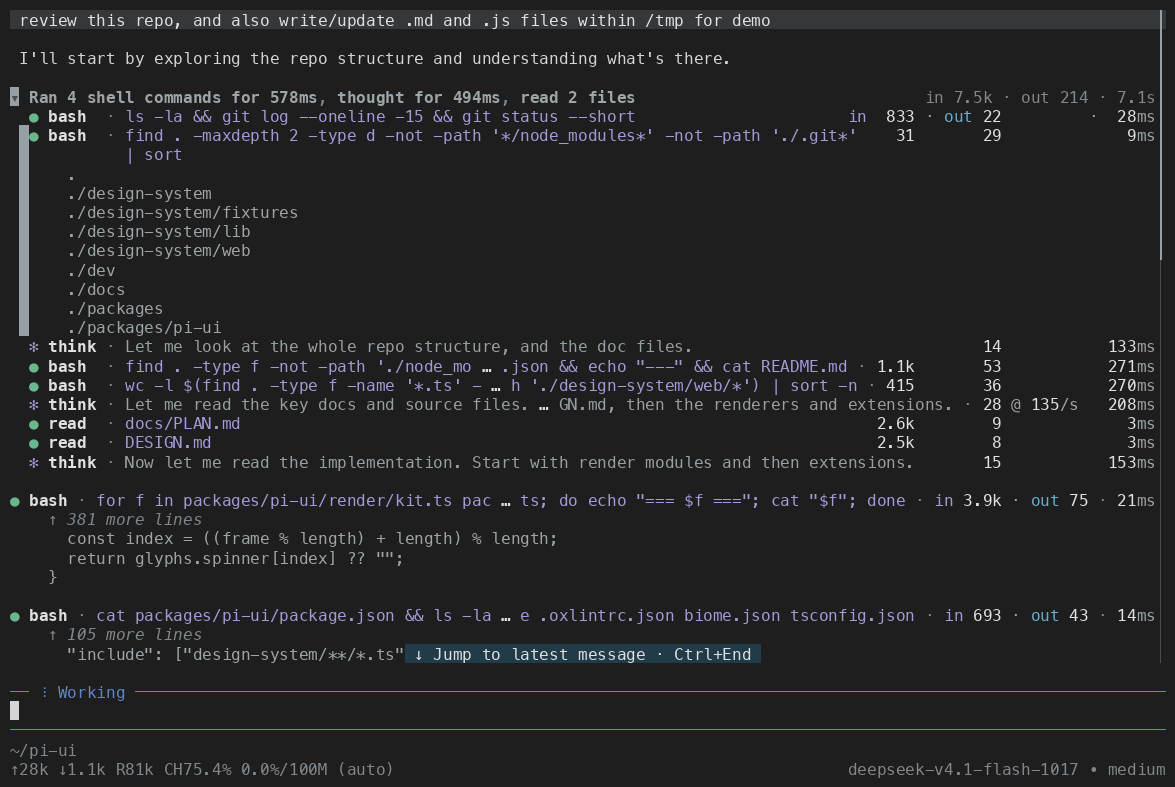 review this repo, and also write/update .md and .js files within /tmp for demo
I'll start by exploring the repo structure and understanding what's there.
▾ Ran 4 shell commands for 578ms, thought for 494ms, read 2 files in 7.5k · out 214 · 7.1s
● bash · ls -la && git log --oneline -15 && git status --short in 833 · out 22 · 28ms
● bash · find . -maxdepth 2 -type d -not -path '*/node_modules*' -not -path './.git*' 31 29 9ms
| sort
.
./design-system
./design-system/fixtures
./design-system/lib
./design-system/web
./dev
./docs
./packages
./packages/pi-ui
✻ think · Let me look at the whole repo structure, and the doc files. 14 133ms
● bash · find . -type f -not -path './node_mo … .json && echo "---" && cat README.md · 1.1k 53 271ms
● bash · wc -l $(find . -type f -name '*.ts' - … h './design-system/web/*') | sort -n · 415 36 270ms
✻ think · Let me read the key docs and source files. … GN.md, then the renderers and extensions. · 28 @ 135/s 208ms
● read · docs/PLAN.md 2.6k 9 3ms
● read · DESIGN.md 2.5k 8 3ms
✻ think · Now let me read the implementation. Start with render modules and then extensions. 15 153ms
● bash · for f in packages/pi-ui/render/kit.ts pac … ts; do echo "=== $f ==="; cat "$f"; done · in 3.9k · out 75 · 21ms
↑ 381 more lines
const index = ((frame % length) + length) % length;
return glyphs.spinner[index] ?? "";
}
● bash · cat packages/pi-ui/package.json && ls -la … e .oxlintrc.json biome.json tsconfig.json · in 693 · out 43 · 14ms
↑ 105 more lines
"include": ["design-system/**/*.ts" ↓ Jump to latest message · Ctrl+End
⠇ Working
~/pi-ui
↑28k ↓1.1k R81k CH75.4% 0.0%/100M (auto) deepseek-v4.1-flash-1017 • medium